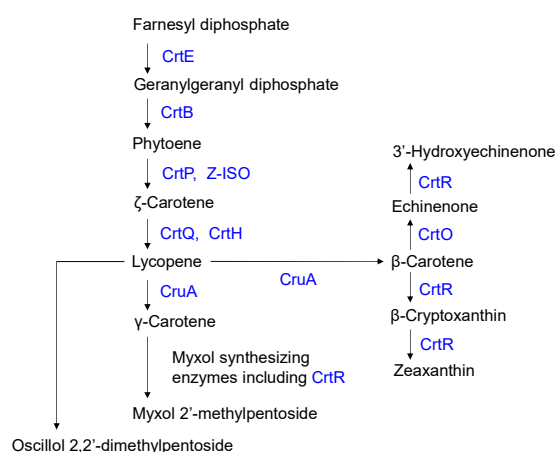 Farnesyl diphosphate
CrtE
Geranylgeranyl diphosphate
CrtB
Phytoene
CrtP, Z-ISO
ζ-Carotene
CrtQ, CrtH
Lycopene
CruA
γ-Carotene
Myxol synthesizing
enzymes including CrtR
Myxol 2’-methylpentoside
Oscillol 2,2’-dimethylpentoside
CruA
3’-Hydroxyechinenone
CrtR
Echinenone
CrtO
β-Carotene
CrtR
β-Cryptoxanthin
CrtR
Zeaxanthin